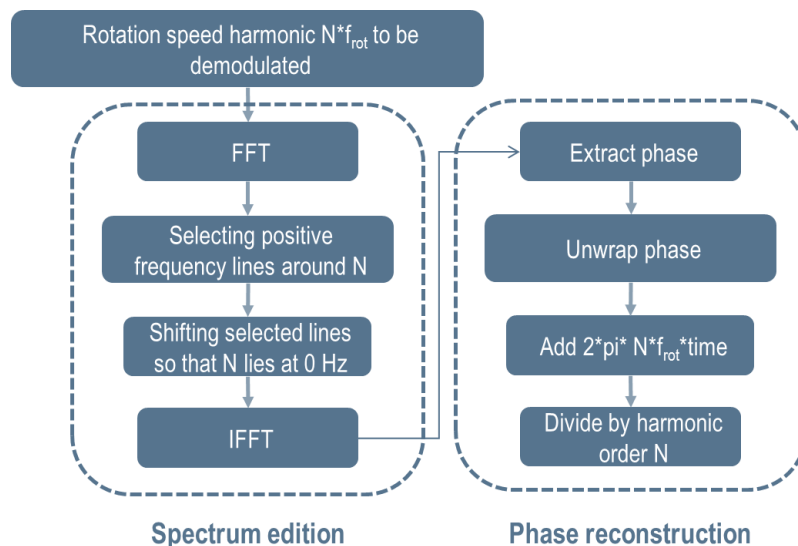 Rotation speed harmonic N*f_rot to be
demodulated
FFT
Selecting positive
frequency lines around N
Shifting selected lines
so that N lies at 0 Hz
IFFT
Spectrum edition
Extract phase
Unwrap phase
Add 2*pi* N*f_rot*time
Divide by harmonic
order N
Phase reconstruction